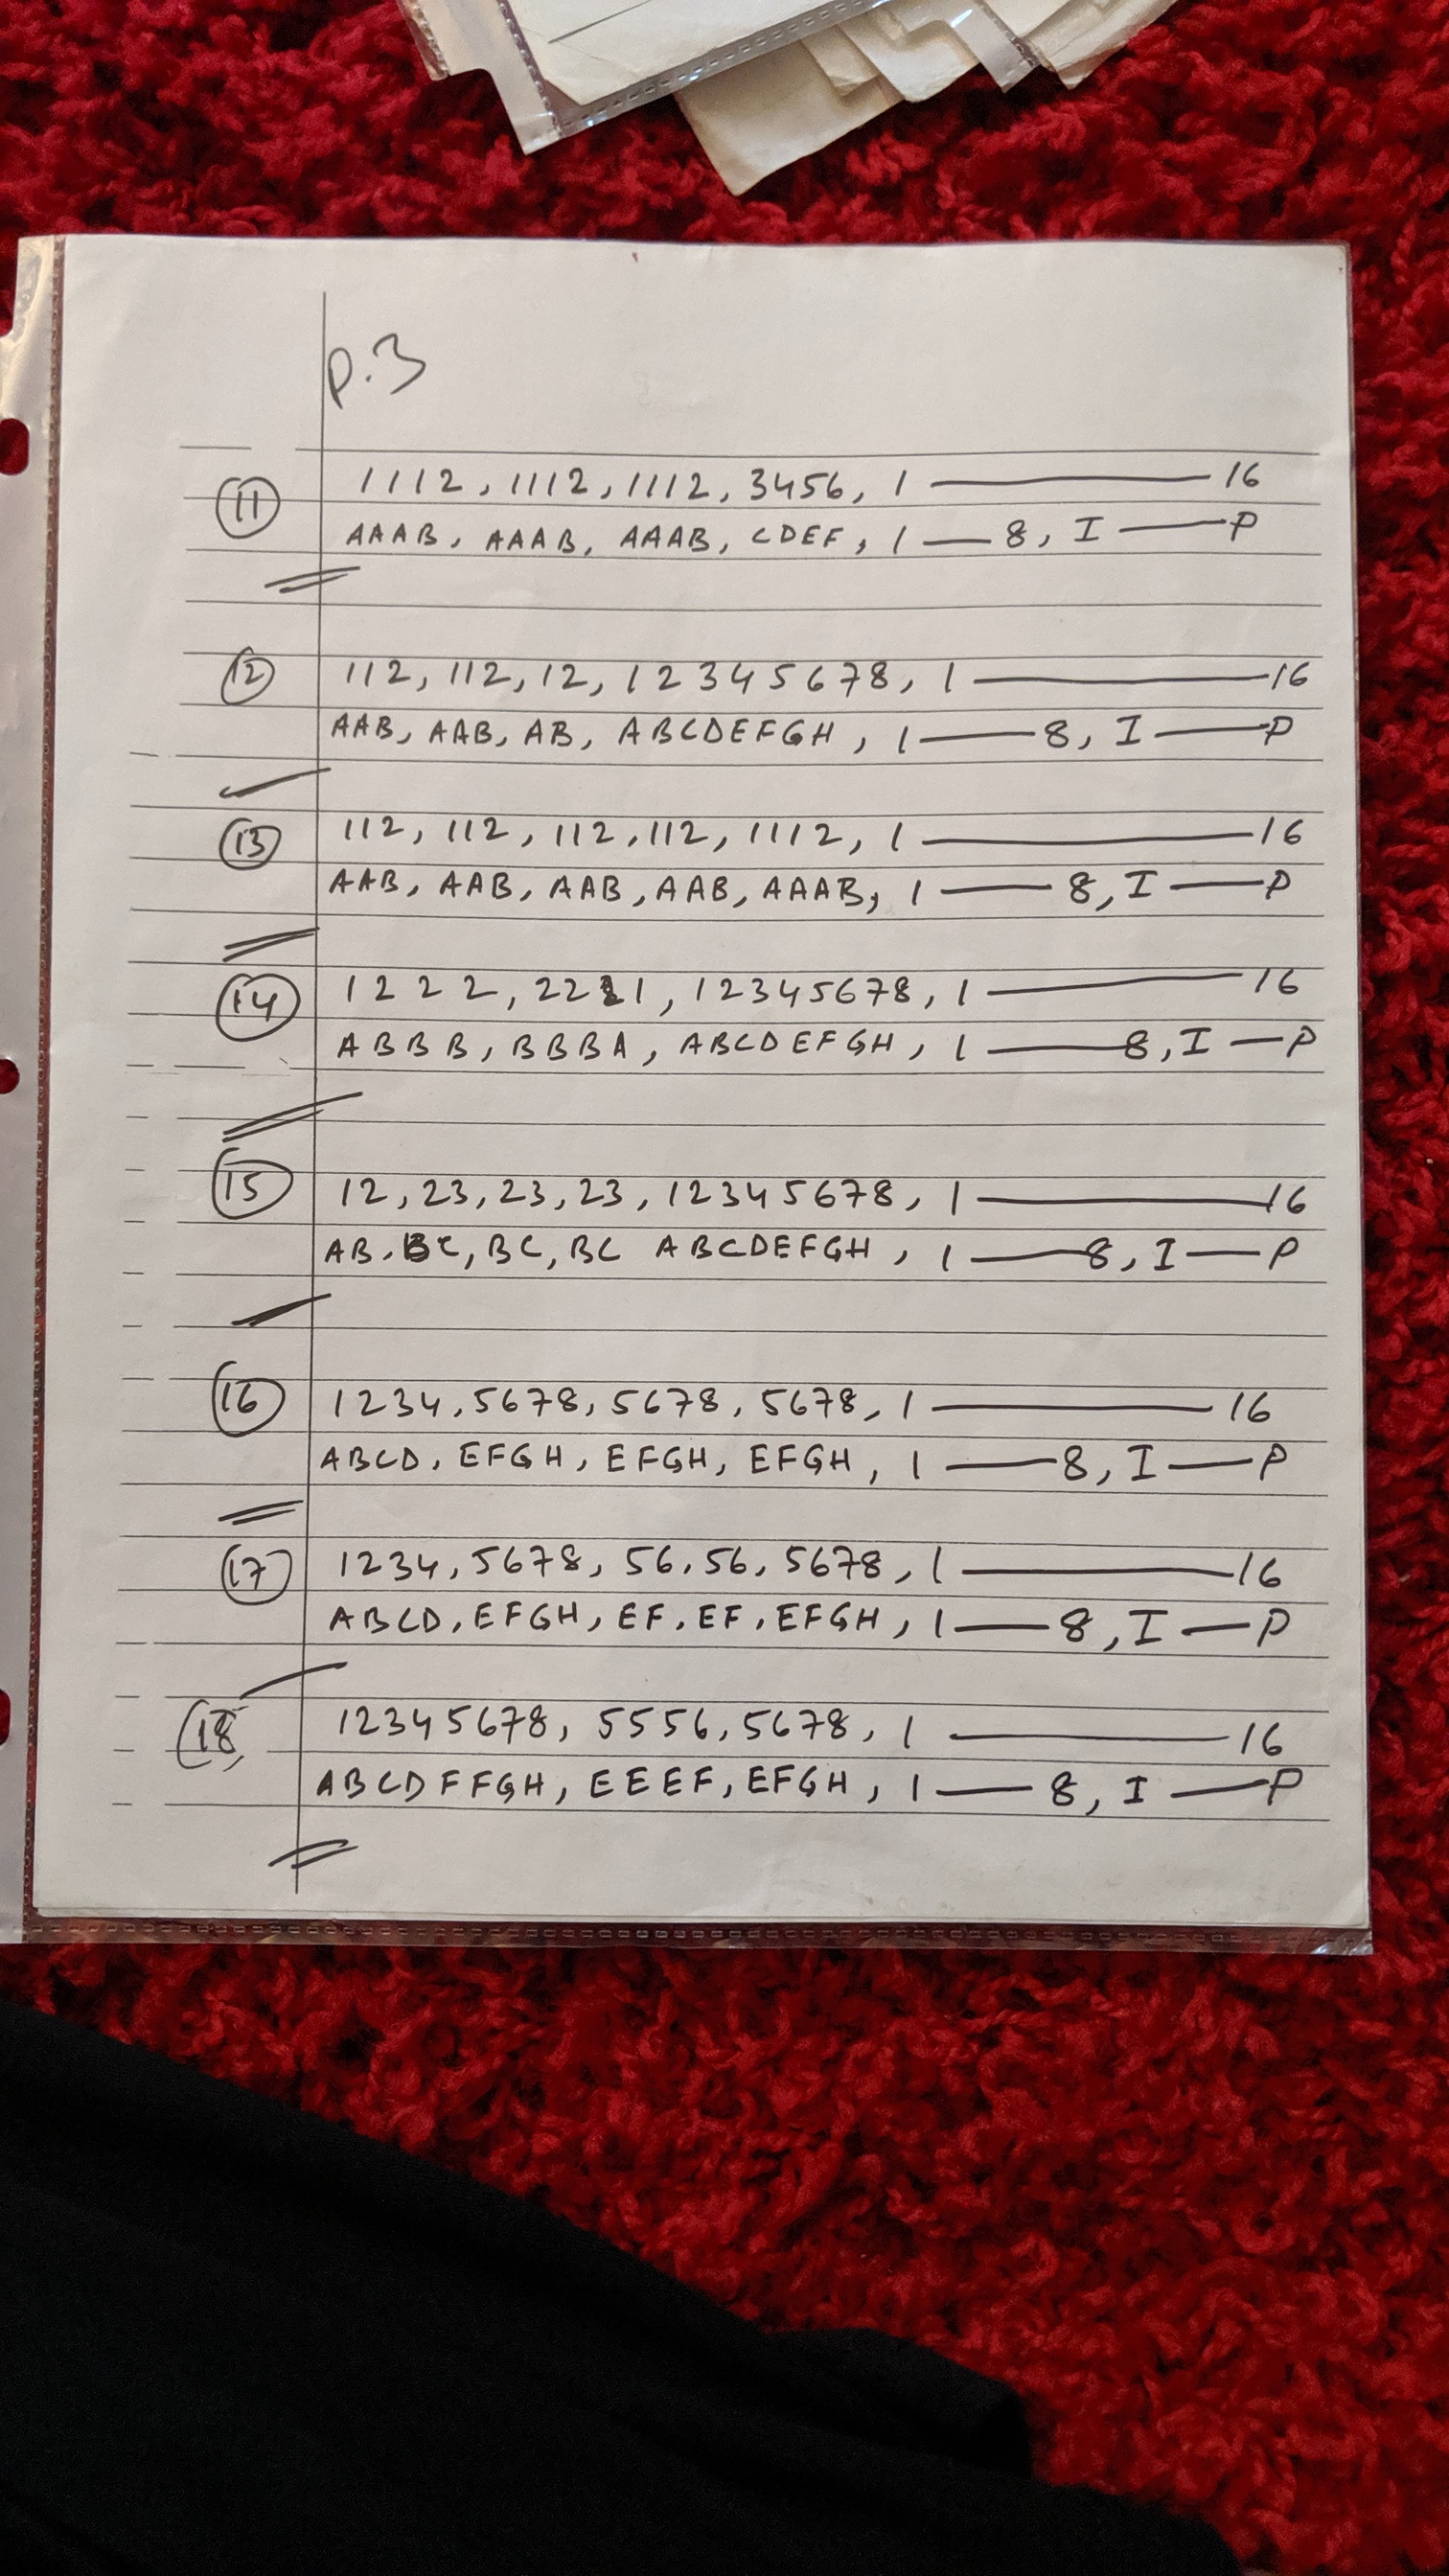 p.3
(11) 1112, 1112, 1112, 3456, 1 ——— 16
AAAB, AAAB, AAAB, CDEF, 1 — 8, I —— P
(12) 112, 112, 12, 12345678, 1 ——— 16
AAB, AAB, AB, ABCDEFGH, 1 —— 8, I —— P
(13) 112, 112, 112, 112, 1112, 1 ——— 16
AAB, AAB, AAB, AAB, AAAB, 1 —— 8, I —— P
(14) 1222, 2221, 12345678, 1 ——— 16
ABBB, BBBA, ABCDEFGH, 1 —— 8, I — P
(15) 12, 23, 23, 23, 12345678, 1 ——— 16
AB, BC, BC, BC ABCDEFGH, 1 —— 8, I — P
(16) 1234, 5678, 5678, 5678, 1 ——— 16
ABCD, EFGH, EFGH, EFGH, 1 —— 8, I — P
(17) 1234, 5678, 56, 56, 5678, 1 ——— 16
ABCD, EFGH, EF, EF, EFGH, 1 — 8, I — P
(18) 12345678, 5556, 5678, 1 ——— 16
ABCDFFGH, EEEF, EFGH, 1 — 8, I — P